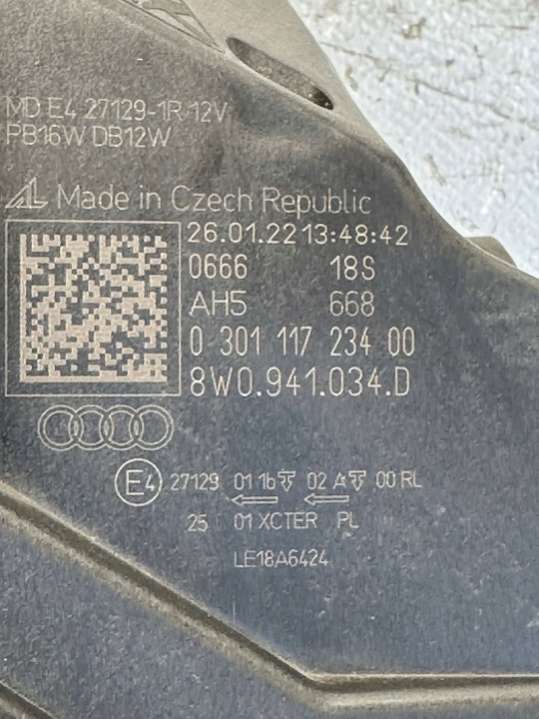 MD E4 27129-1R 12V
PB16W DB12W
AL Made in Czech Republic
26.01.22 13:48:42
0666 18S
AH5 668
0 301 117 234 00
8W0.941.034.D
E4 27129 01 1b 02 A 00 RL
25 01 XCTER PL
LE18A6424